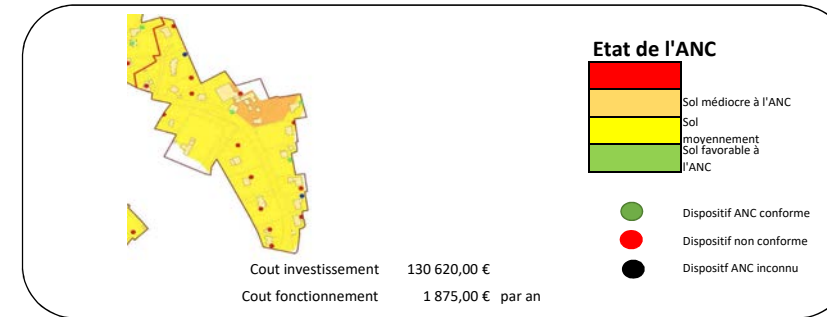 Etat de l'ANC
Sol médiocre à l'ANC
Sol
moyennement
Sol favorable à
l'ANC
Dispositif ANC conforme
Dispositif non conforme
Dispositf ANC inconnu
Cout investissement 130 620,00 €
Cout fonctionnement 1 875,00 € par an